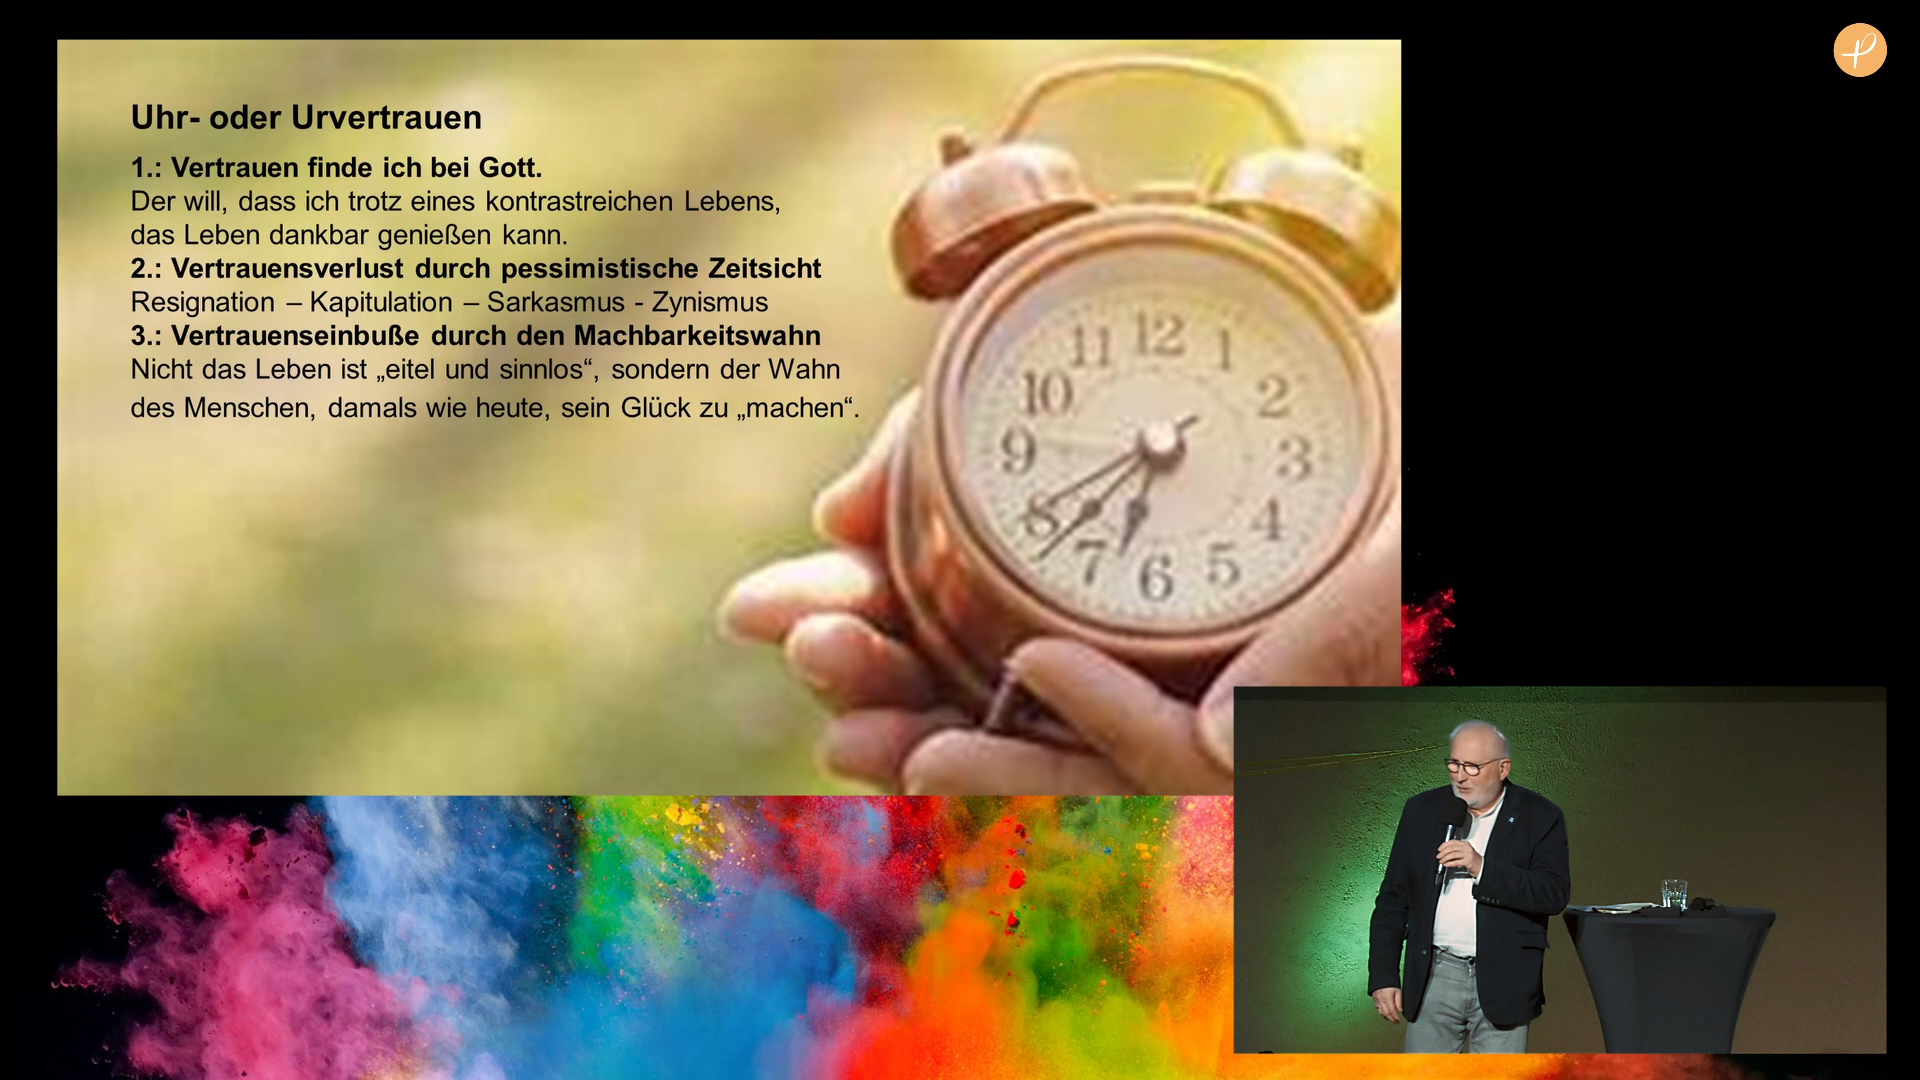 Uhr- oder Urvertrauen
1.: Vertrauen finde ich bei Gott.
Der will, dass ich trotz eines kontrastreichen Lebens,
das Leben dankbar genießen kann.
2.: Vertrauensverlust durch pessimistische Zeitsicht
Resignation – Kapitulation – Sarkasmus - Zynismus
3.: Vertrauenseinbuße durch den Machbarkeitswahn
Nicht das Leben ist „eitel und sinnlos“, sondern der Wahn
des Menschen, damals wie heute, sein Glück zu „machen“.
12
11 1
10 2
9 3
8 4
7 5
6